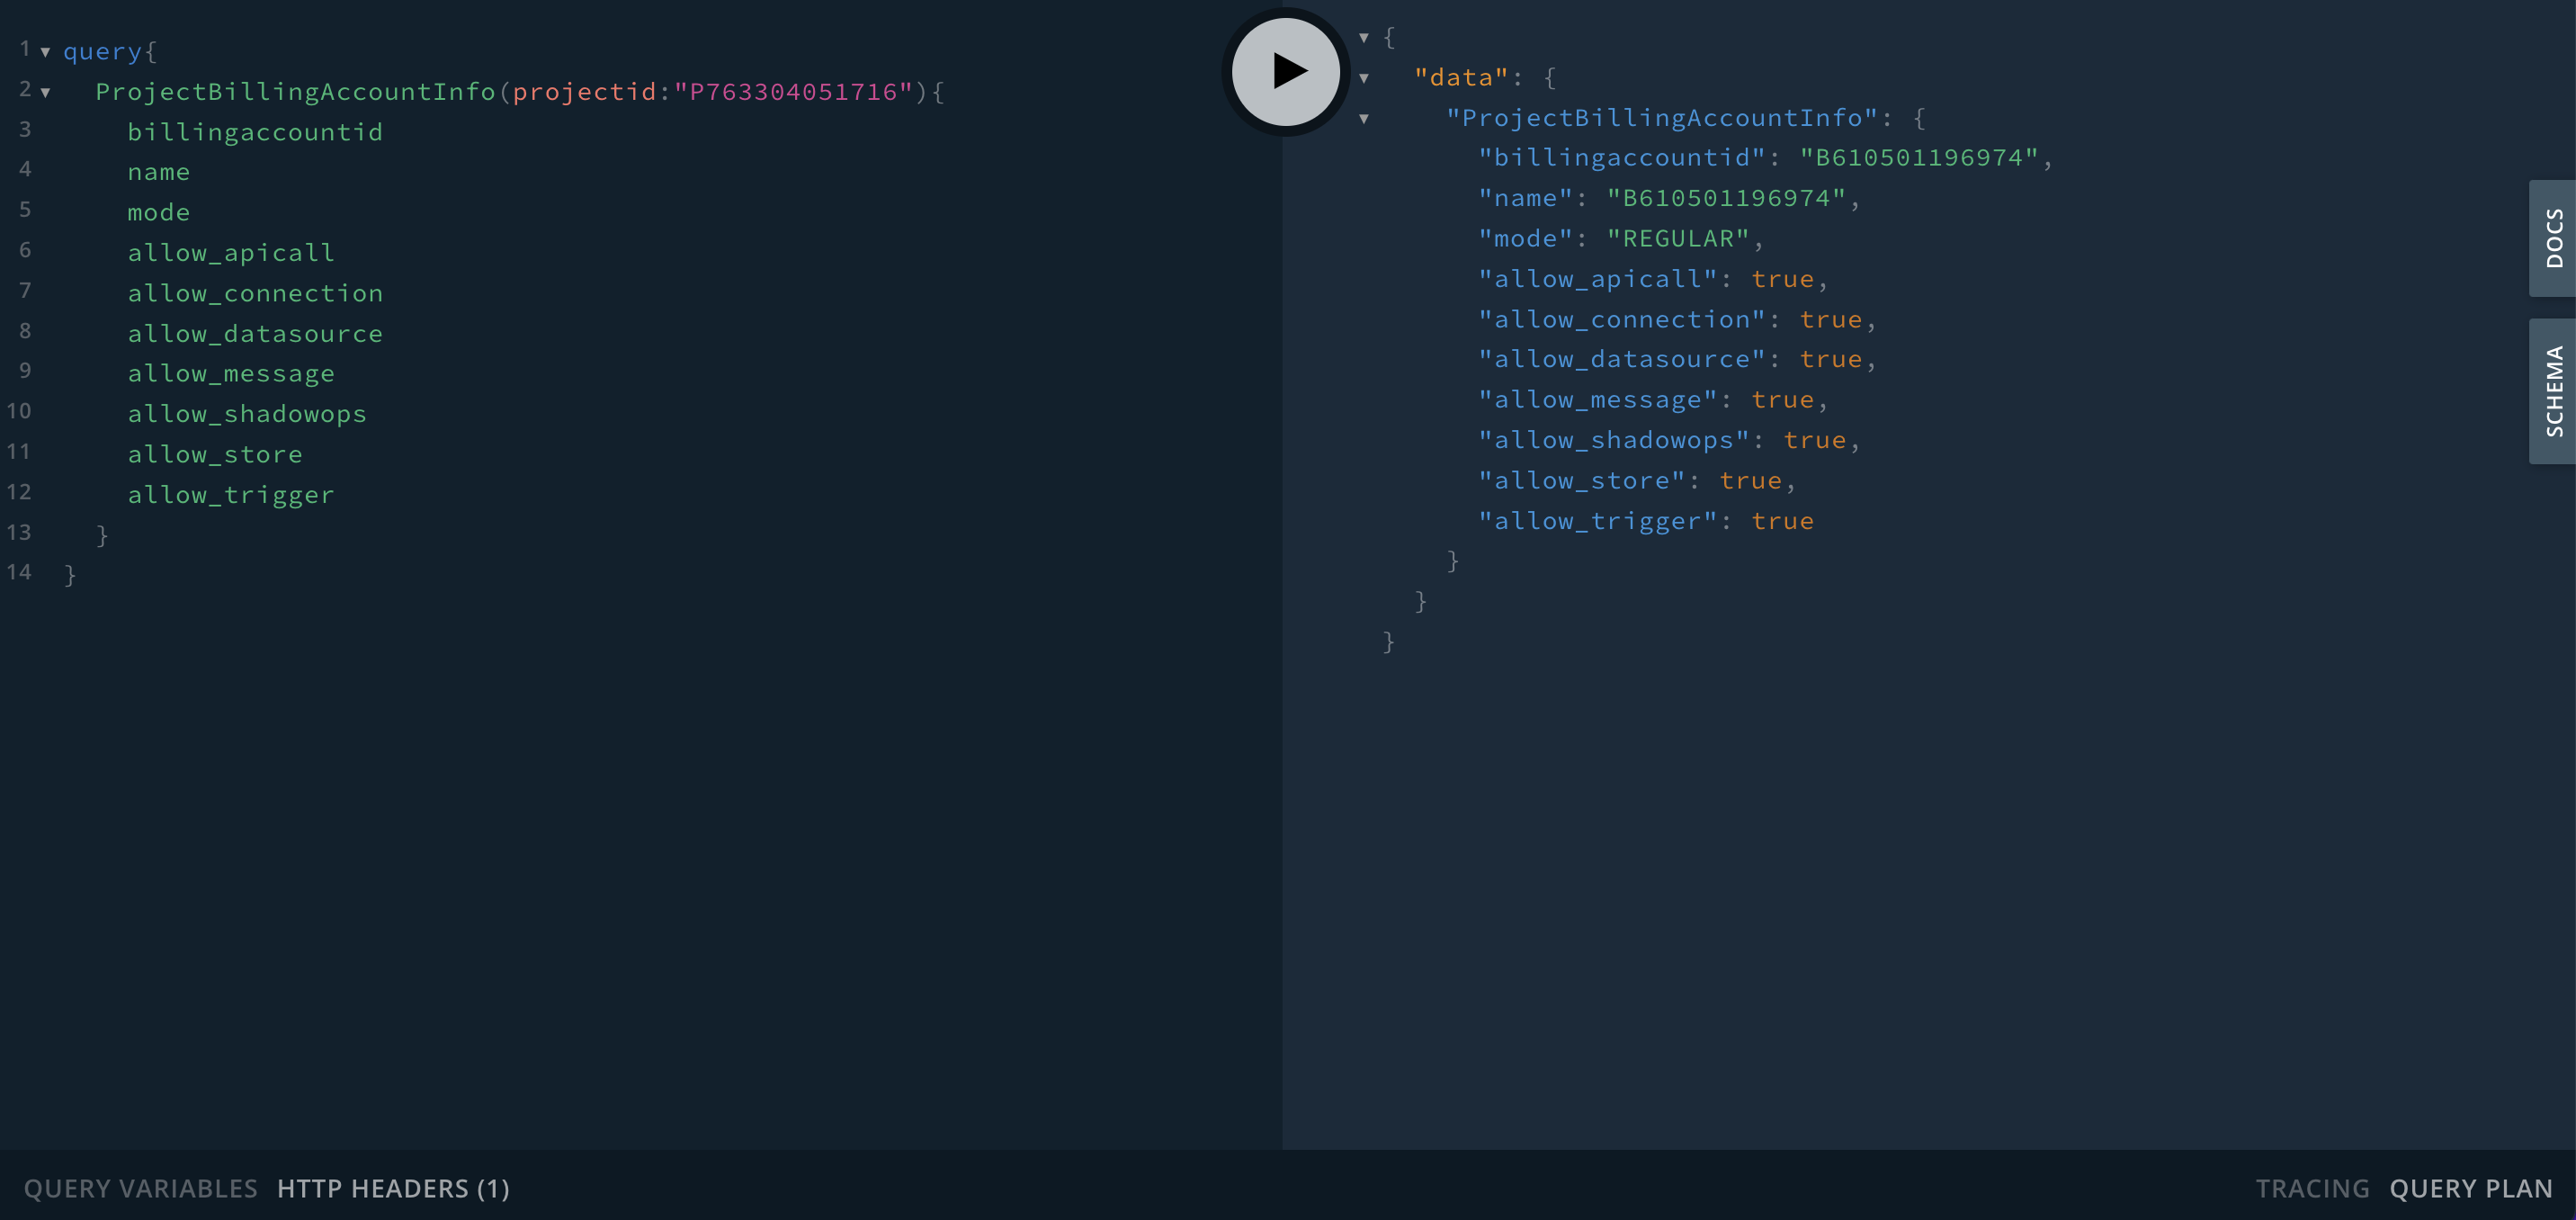 1 query{
2 ProjectBillingAccountInfo(projectid:"P763304051716"){
3 billingaccountid
4 name
5 mode
6 allow_apicall
7 allow_connection
8 allow_datasource
9 allow_message
10 allow_shadowops
11 allow_store
12 allow_trigger
13 }
14 }
{
"data": {
"ProjectBillingAccountInfo": {
"billingaccountid": "B610501196974",
"name": "B610501196974",
"mode": "REGULAR",
"allow_apicall": true,
"allow_connection": true,
"allow_datasource": true,
"allow_message": true,
"allow_shadowops": true,
"allow_store": true,
"allow_trigger": true
}
}
}
DOCS
SCHEMA
QUERY VARIABLES HTTP HEADERS (1)
TRACING QUERY PLAN